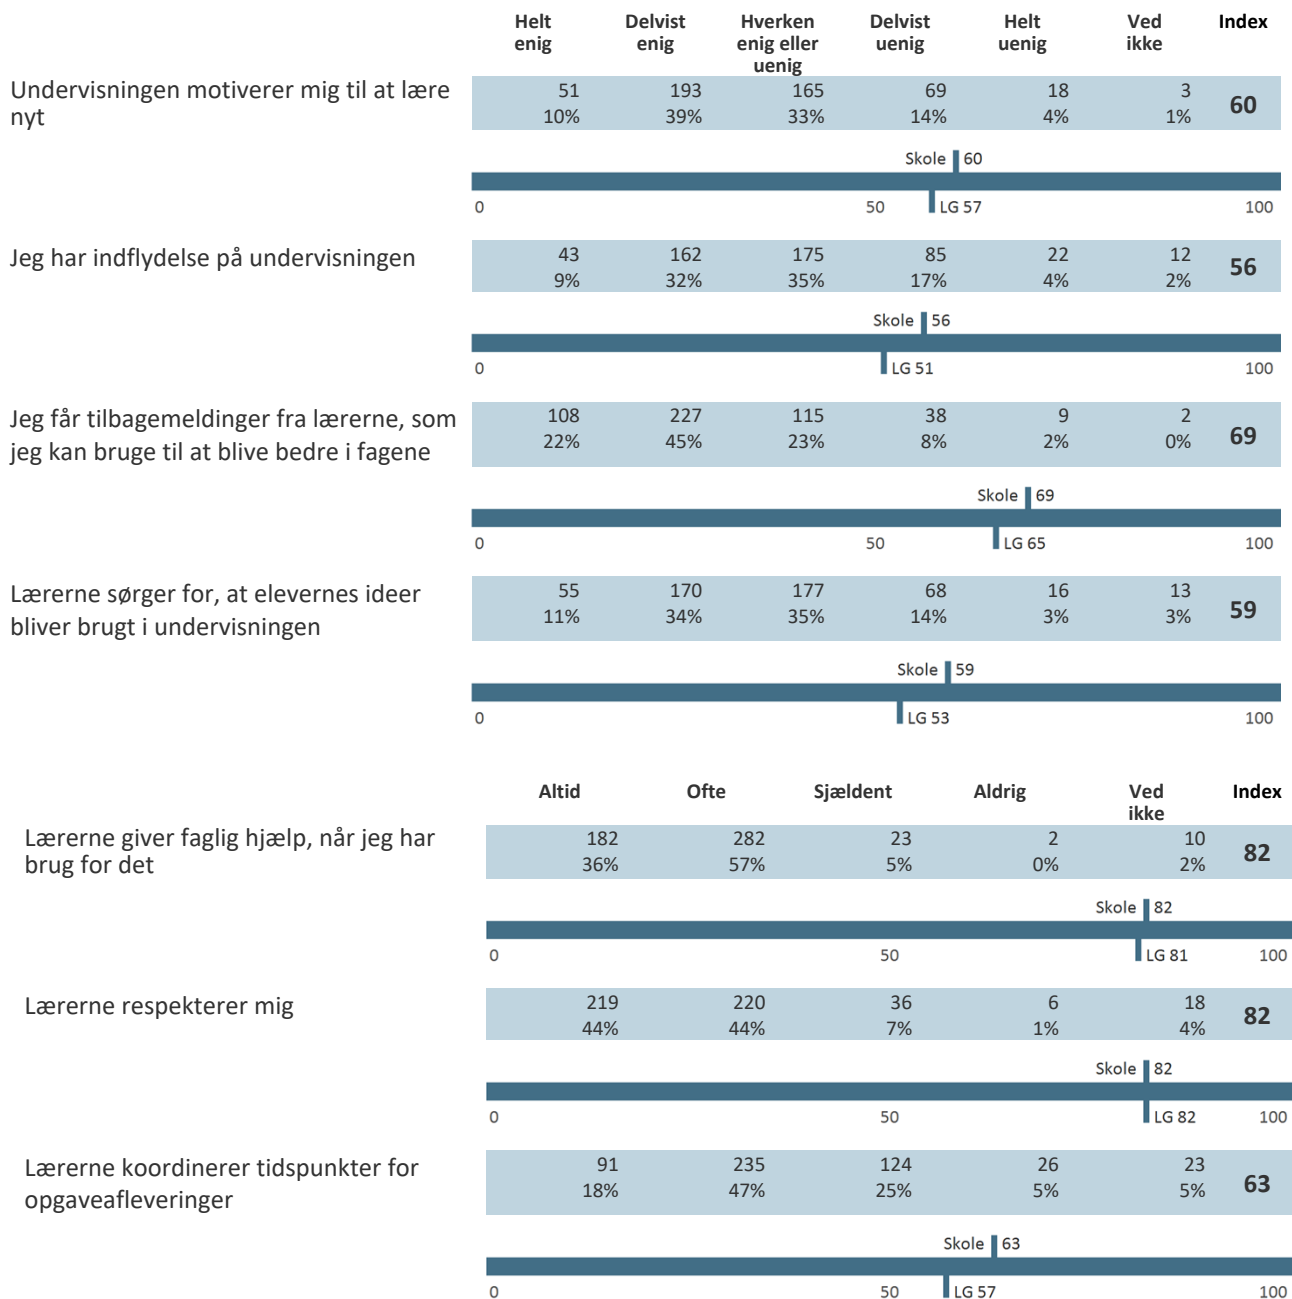 Helt Delvist Hverken Delvist Helt Ved Index
enig enig enig eller uenig uenig ikke
uenig
Undervisningen motiverer mig til at lære 51 193 165 69 18 3 60
nyt 10% 39% 33% 14% 4% 1%
Skole 60
0 50 LG 57 100
Jeg har indflydelse på undervisningen 43 162 175 85 22 12 56
9% 32% 35% 17% 4% 2%
Skole 56
0 LG 51 100
Jeg får tilbagemeldinger fra lærerne, som 108 227 115 38 9 2 69
jeg kan bruge til at blive bedre i fagene 22% 45% 23% 8% 2% 0%
Skole 69
0 50 LG 65 100
Lærerne sørger for, at elevernes ideer 55 170 177 68 16 13 59
bliver brugt i undervisningen 11% 34% 35% 14% 3% 3%
Skole 59
0 LG 53 100
Altid Ofte Sjældent Aldrig Ved Index
ikke
Lærerne giver faglig hjælp, når jeg har 182 282 23 2 10 82
brug for det 36% 57% 5% 0% 2%
Skole 82
0 50 LG 81 100
Lærerne respekterer mig 219 220 36 6 18 82
44% 44% 7% 1% 4%
Skole 82
0 50 LG 82 100
Lærerne koordinerer tidspunkter for 91 235 124 26 23 63
opgaveafleveringer 18% 47% 25% 5% 5%
Skole 63
0 50 LG 57 100